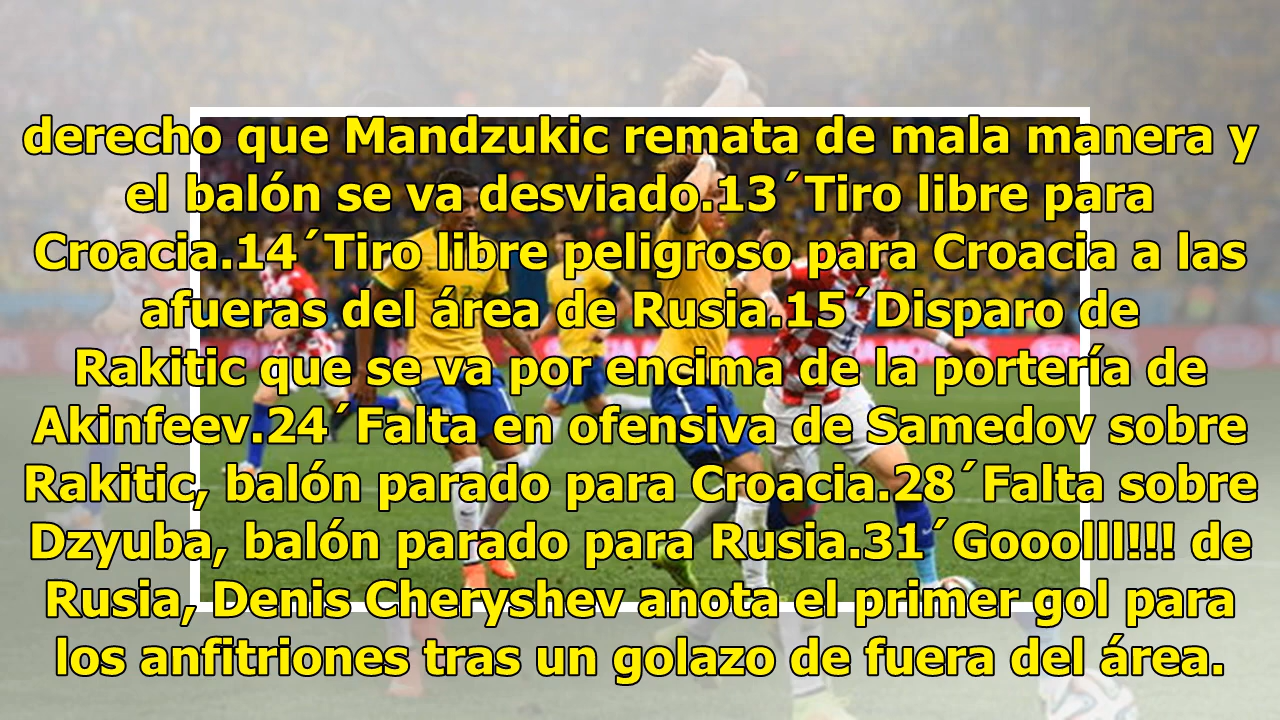 derecho que Mandzukic remata de mala manera y
el balón se va desviado.13´Tiro libre para
Croacia.14´Tiro libre peligroso para Croacia a las
afueras del área de Rusia.15´Disparo de
Rakitic que se va por encima de la portería de
Akinfeev.24´Falta en ofensiva de Samedov sobre
Rakitic, balón parado para Croacia.28´Falta sobre
Dzyuba, balón parado para Rusia.31´Gooolll!!! de
Rusia, Denis Cheryshev anota el primer gol para
los anfitriones tras un golazo de fuera del área.